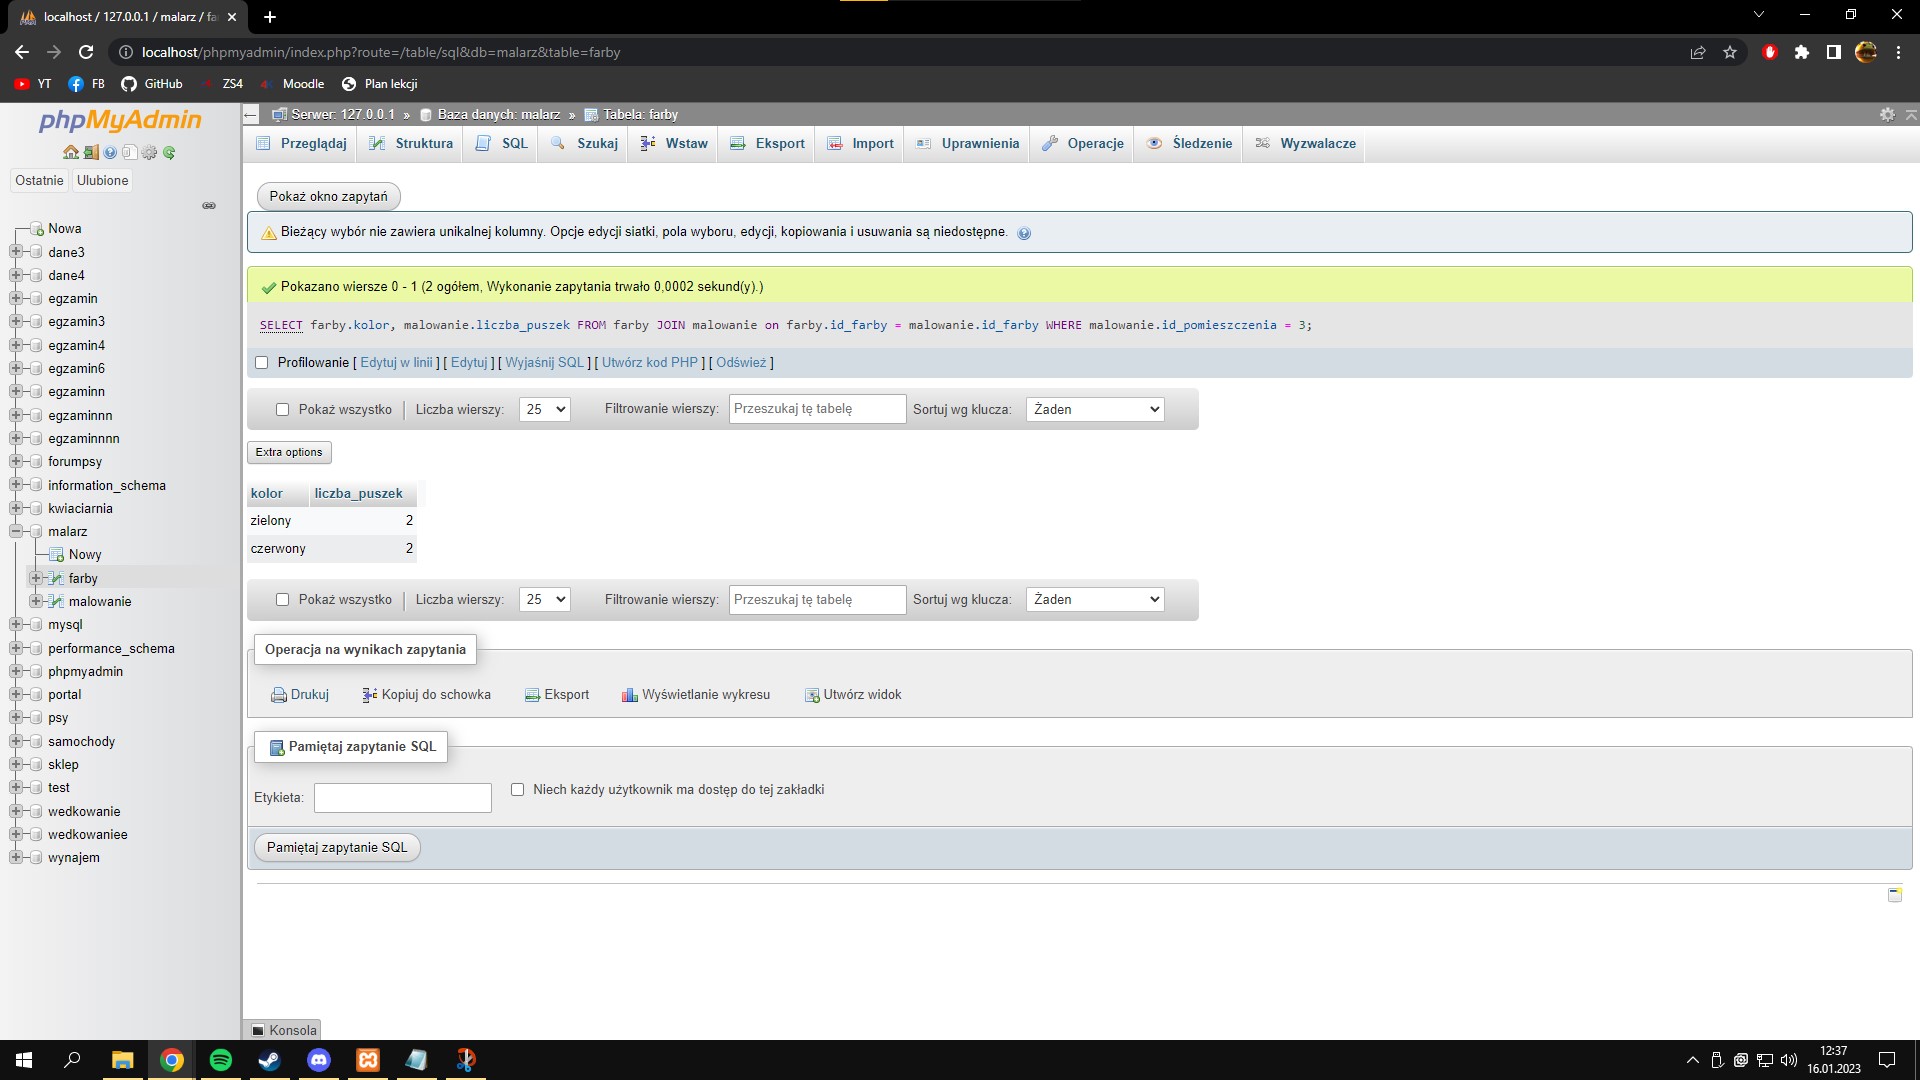 localhost / 127.0.0.1 / malarz / fa
localhost/phpmyadmin/index.php?route=/table/sql&db=malarz&table=farby
YT FB GitHub ZS4 Moodle Plan lekcji
phpMyAdmin
Ostatnie Ulubione
Nowa
dane3
dane4
egzamin
egzamin3
egzamin4
egzamin6
egzaminn
egzaminnn
egzaminnnn
forumpsy
information_schema
kwiaciarnia
malarz
Nowy
farby
malowanie
mysql
performance_schema
phpmyadmin
portal
psy
samochody
sklep
test
wedkowanie
wedkowaniee
wynajem
Serwer: 127.0.0.1 » Baza danych: malarz » Tabela: farby
Przeglądaj Struktura SQL Szukaj Wstaw Eksport Import Uprawnienia Operacje Śledzenie Wyzwalacze
Pokaż okno zapytań
Bieżący wybór nie zawiera unikalnej kolumny. Opcje edycji siatki, pola wyboru, edycji, kopiowania i usuwania są niedostępne.
Pokazano wiersze 0 - 1 (2 ogółem, Wykonanie zapytania trwało 0,0002 sekund(y).)
SELECT farby.kolor, malowanie.liczba_puszek FROM farby JOIN malowanie on farby.id_farby = malowanie.id_farby WHERE malowanie.id_pomieszczenia = 3;
Profilowanie [ Edytuj w linii ] [ Edytuj ] [ Wyjaśnij SQL ] [ Utwórz kod PHP ] [ Odśwież ]
Pokaż wszystko | Liczba wierszy: 25 Filtrowanie wierszy: Przeszukaj tę tabelę Sortuj wg klucza: Żaden
Extra options
kolor liczba_puszek
zielony 2
czerwony 2
Pokaż wszystko | Liczba wierszy: 25 Filtrowanie wierszy: Przeszukaj tę tabelę Sortuj wg klucza: Żaden
Operacja na wynikach zapytania
Drukuj Kopiuj do schowka Eksport Wyświetlanie wykresu Utwórz widok
Pamiętaj zapytanie SQL
Etykieta: Niech każdy użytkownik ma dostęp do tej zakładki
Pamiętaj zapytanie SQL
Konsola
12:37
16.01.2023